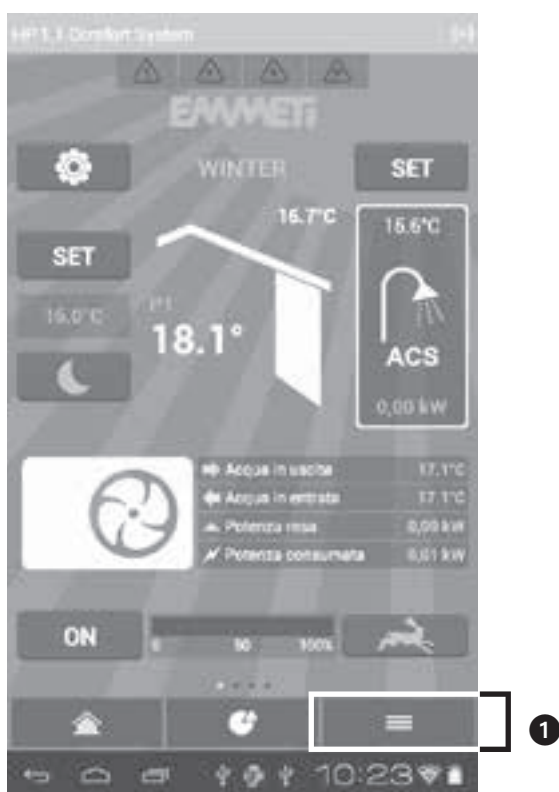 HP 1.1 Comfort System
EMMETI
WINTER
SET
16.7°C
15.6°C
SET
16.0°C
P1
18.1°
ACS
0,00 kW
Acqua in uscita 17.1°C
Acqua in entrata 17.1°C
Potenza resa 0,00 kW
Potenza consumata 0,01 kW
ON
0 50 100%
10:23
1